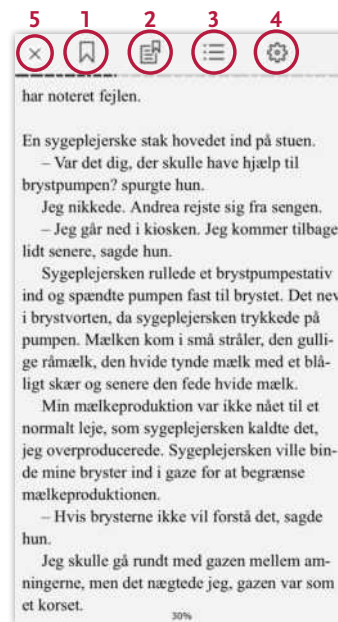 5 1 2 3 4
har noteret fejlen.
En sygeplejerske stak hovedet ind på stuen.
– Var det dig, der skulle have hjælp til
brystpumpen? spurgte hun.
Jeg nikkede. Andrea rejste sig fra sengen.
– Jeg går ned i kiosken. Jeg kommer tilbage
lidt senere, sagde hun.
Sygeplejersken rullede et brystpumpestativ
ind og spændte pumpen fast til brystet. Det nev
i brystvorten, da sygeplejersken trykkede på
pumpen. Mælken kom i små stråler, den gulli-
ge råmælk, den hvide tynde mælk med et blå-
ligt skær og senere den fede hvide mælk.
Min mælkeproduktion var ikke nået til et
normalt leje, som sygeplejersken kaldte det,
jeg overproducerede. Sygeplejersken ville bin-
de mine bryster ind i gaze for at begrænse
mælkeproduktionen.
– Hvis brysterne ikke vil forstå det, sagde
hun.
Jeg skulle gå rundt med gazen mellem am-
ningerne, men det nægtede jeg, gazen var som
et korset.
30%